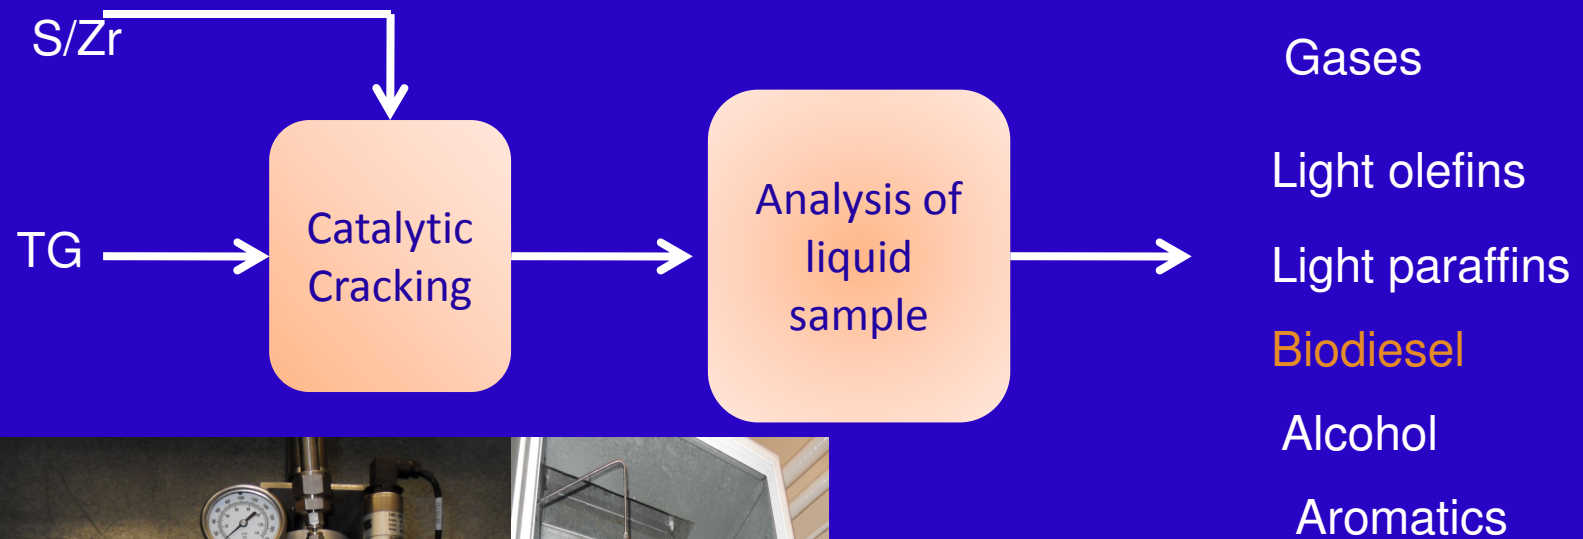 S/Zr
TG
Catalytic
Cracking
Analysis of
liquid
sample
Gases
Light olefins
Light paraffins
Biodiesel
Alcohol
Aromatics